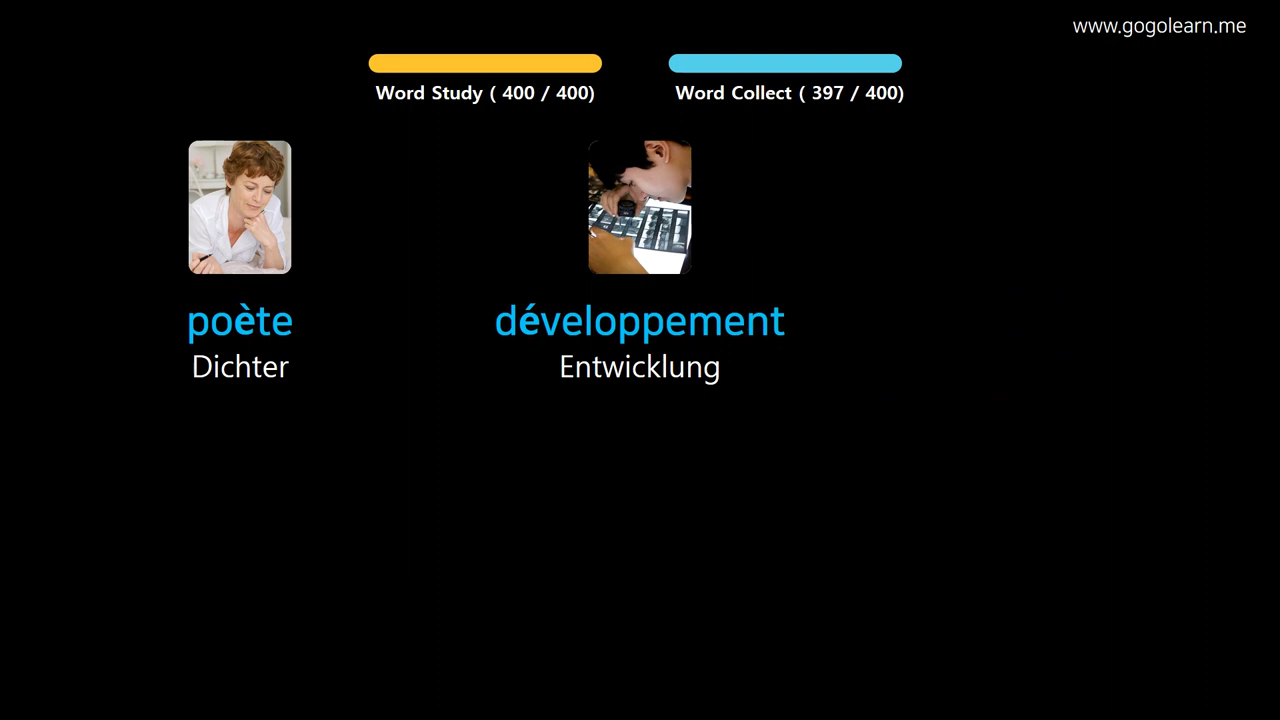 www.gogolearn.me
Word Study ( 400 / 400)
Word Collect ( 397 / 400)
poète
développement
Dichter
Entwicklung